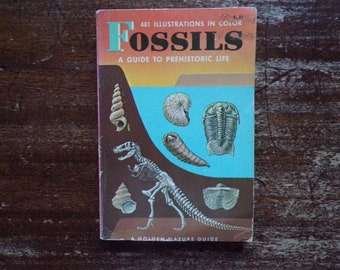 481 ILLUSTRATIONS IN COLOR
FOSSILS
A GUIDE TO PREHISTORIC LIFE
A GOLDEN NATURE GUIDE